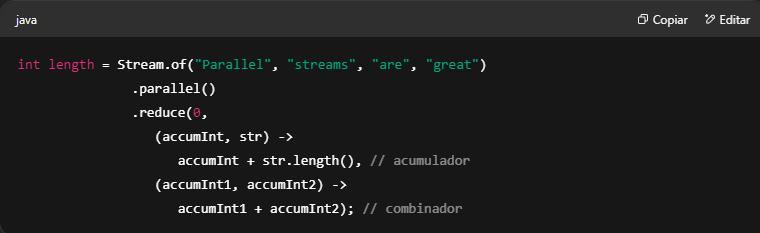 java
Copiar
Editar
int length = Stream.of("Parallel", "streams", "are", "great")
.parallel()
.reduce(0,
(accumInt, str) ->
accumInt + str.length(), // acumulador
(accumInt1, accumInt2) ->
accumInt1 + accumInt2); // combinador